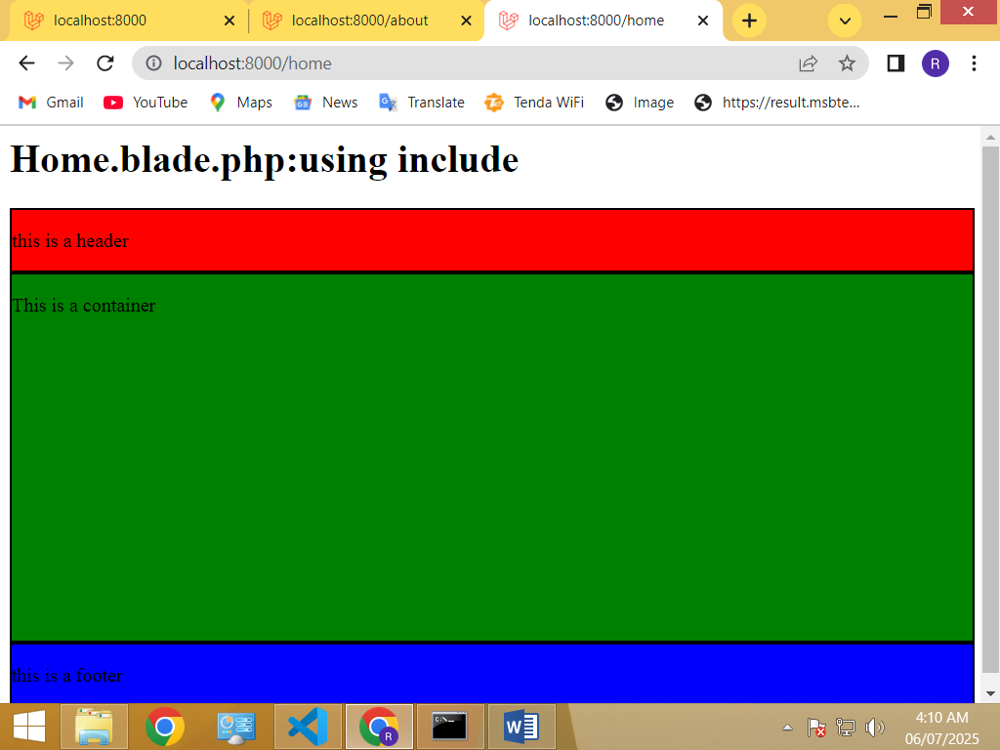 localhost:8000
localhost:8000/about
localhost:8000/home
localhost:8000/home
R
Gmail
YouTube
Maps
News
Translate
Tenda WiFi
Image
https://result.msbte...
Home.blade.php:using include
this is a header
This is a container
this is a footer
R
4:10 AM
06/07/2025